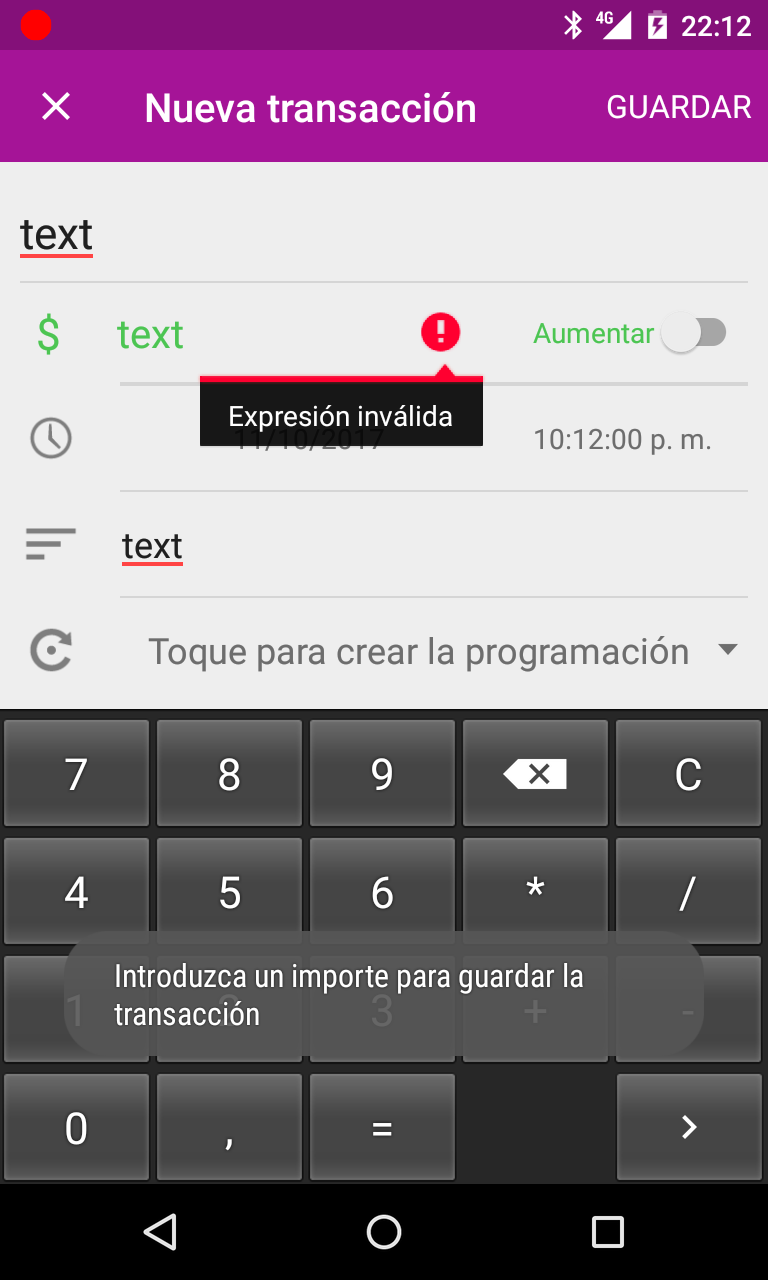 4G 22:12
Nueva transacción GUARDAR
text
$ text Aumentar
Expresión inválida
11/10/2017 10:12:00 p. m.
text
Toque para crear la programación
7 8 9 C
4 5 6 * /
Introduzca un importe para guardar la
transacción
1 2 3 + -
0 , = >